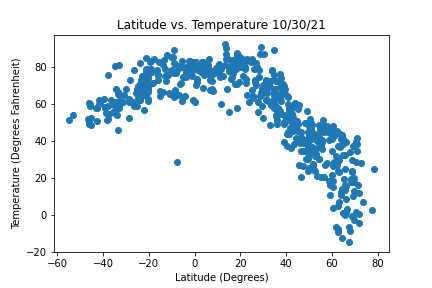 Latitude vs. Temperature 10/30/21
Temperature (Degrees Fahrenheit)
80
60
40
20
0
−20
−60 −40 −20 0 20 40 60 80
Latitude (Degrees)